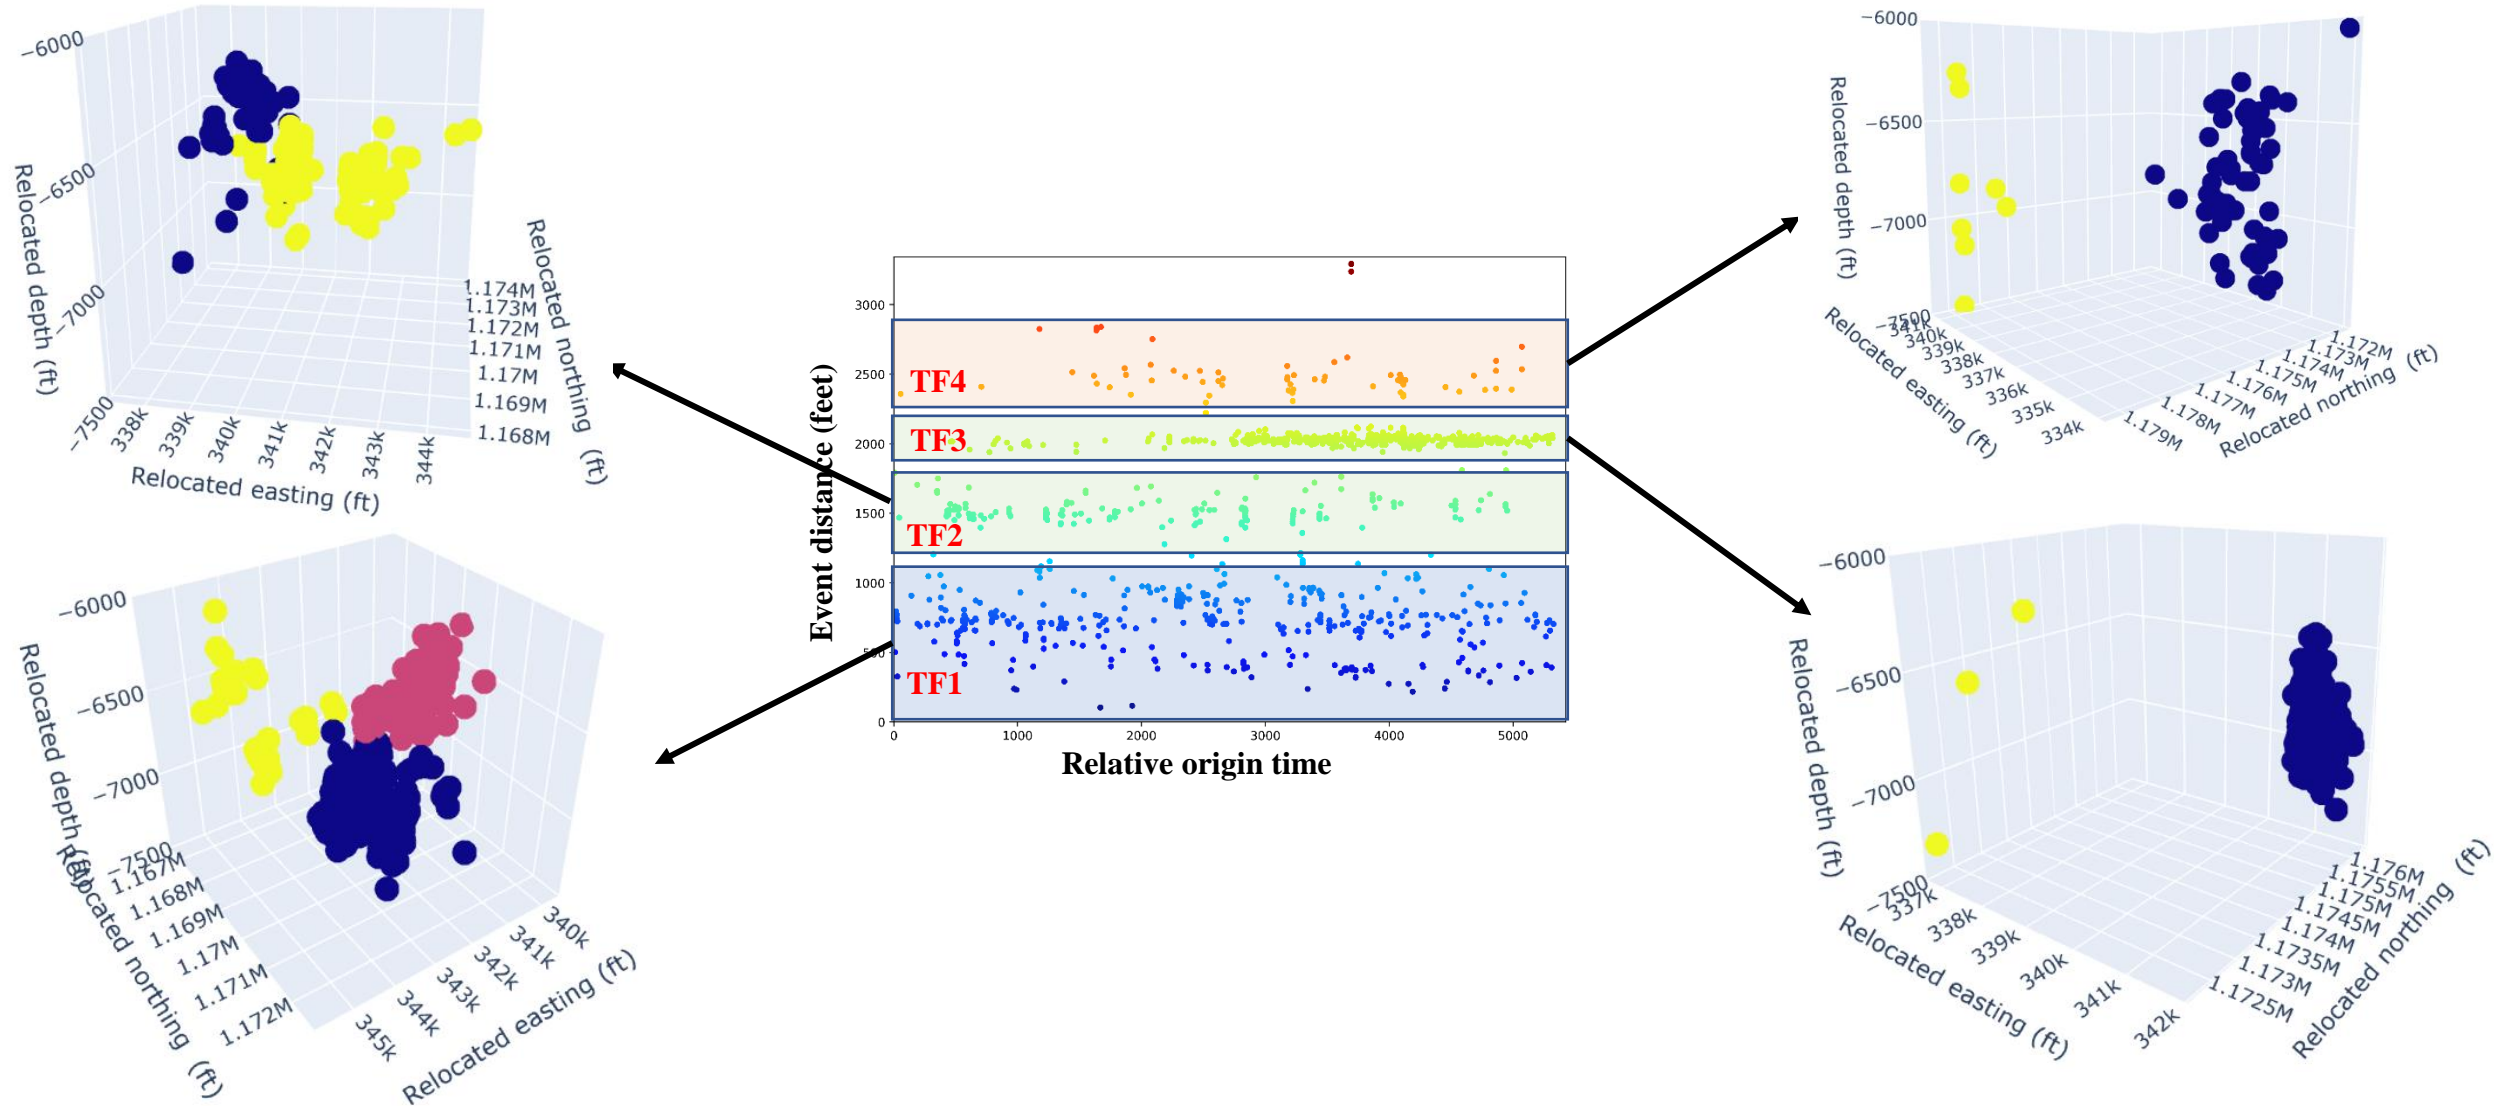 −6000
−6500
−7000
−7500
Relocated depth (ft)
338k
339k
340k
341k
342k
343k
344k
Relocated easting (ft)
1.174M
1.173M
1.172M
1.171M
1.17M
1.169M
1.168M
Relocated northing (ft)
−6000
−6500
−7000
−7500
Relocated depth (ft)
341k
340k
339k
338k
337k
336k
335k
334k
Relocated easting (ft)
1.172M
1.173M
1.174M
1.175M
1.176M
1.177M
1.178M
1.179M
Relocated northing (ft)
Event distance (feet)
3000
2500
2000
1500
1000
500
0
TF4
TF3
TF2
TF1
0
1000
2000
3000
4000
5000
Relative origin time
−6000
−6500
−7000
−7500
Relocated depth (ft)
1.167M
1.168M
1.169M
1.17M
1.171M
1.172M
Relocated northing (ft)
340k
341k
342k
343k
344k
345k
Relocated easting (ft)
−6000
−6500
−7000
−7500
Relocated depth (ft)
337k
338k
339k
340k
341k
342k
Relocated easting (ft)
1.176M
1.1755M
1.175M
1.1745M
1.174M
1.1735M
1.173M
1.1725M
Relocated northing (ft)